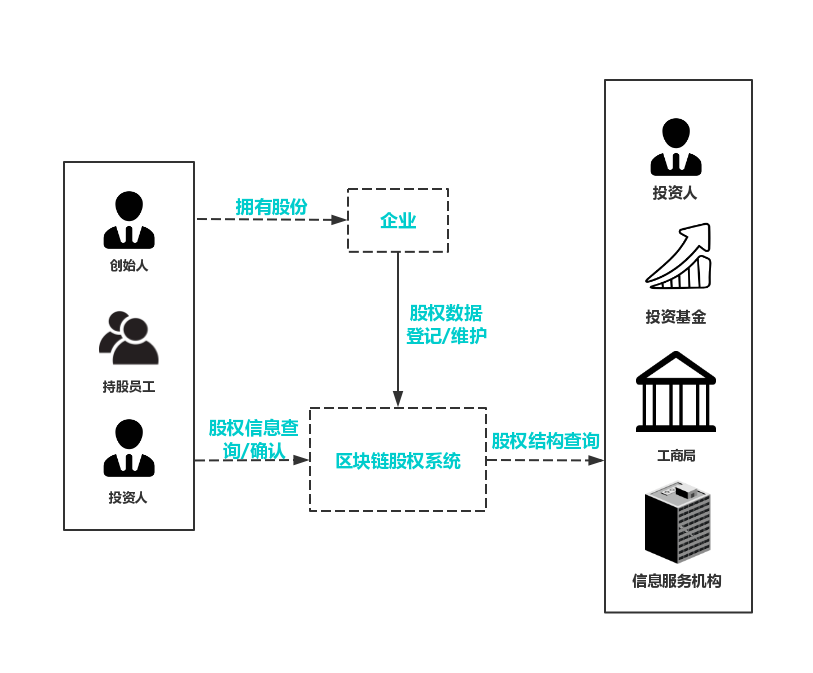 创始人
持股员工
投资人
拥有股份
企业
股权数据
登记/维护
股权信息查
询/确认
区块链股权系统
股权结构查询
投资人
投资基金
工商局
信息服务机构